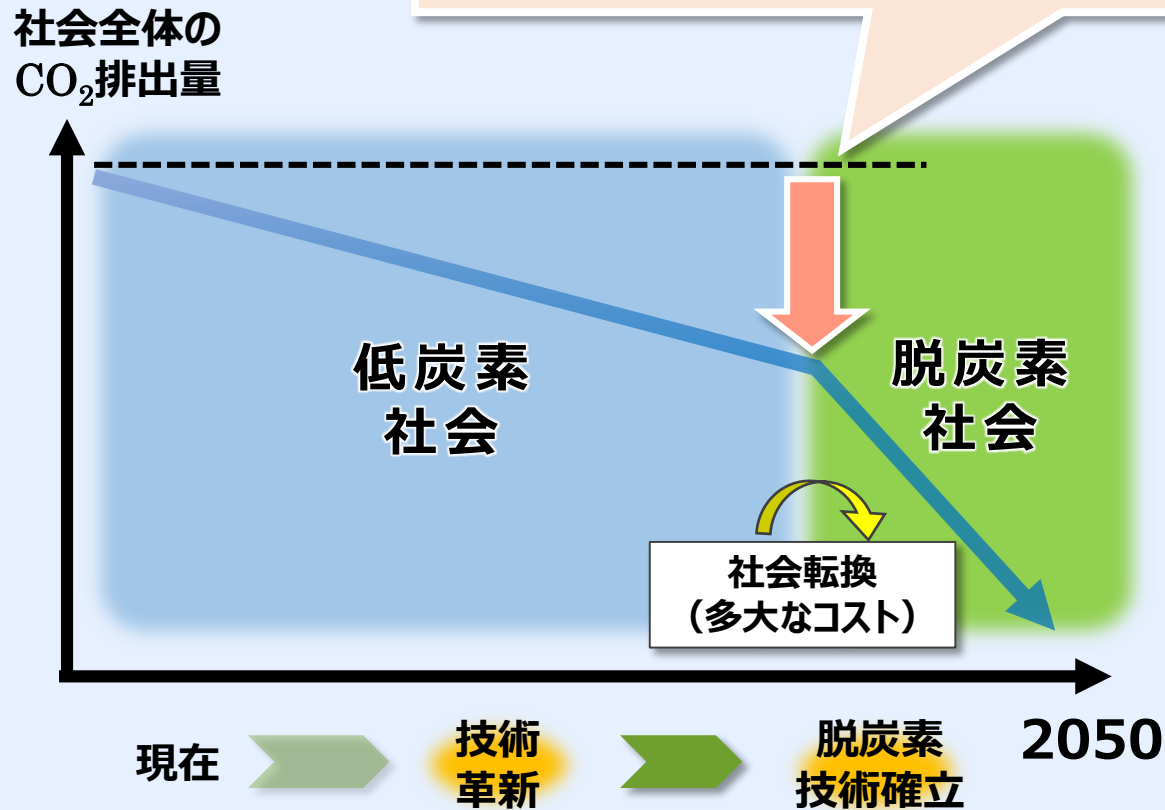 社会全体の
CO₂排出量
低炭素
社会
脱炭素
社会
社会転換
（多大なコスト）
現在
技術
革新
脱炭素
技術確立
2050